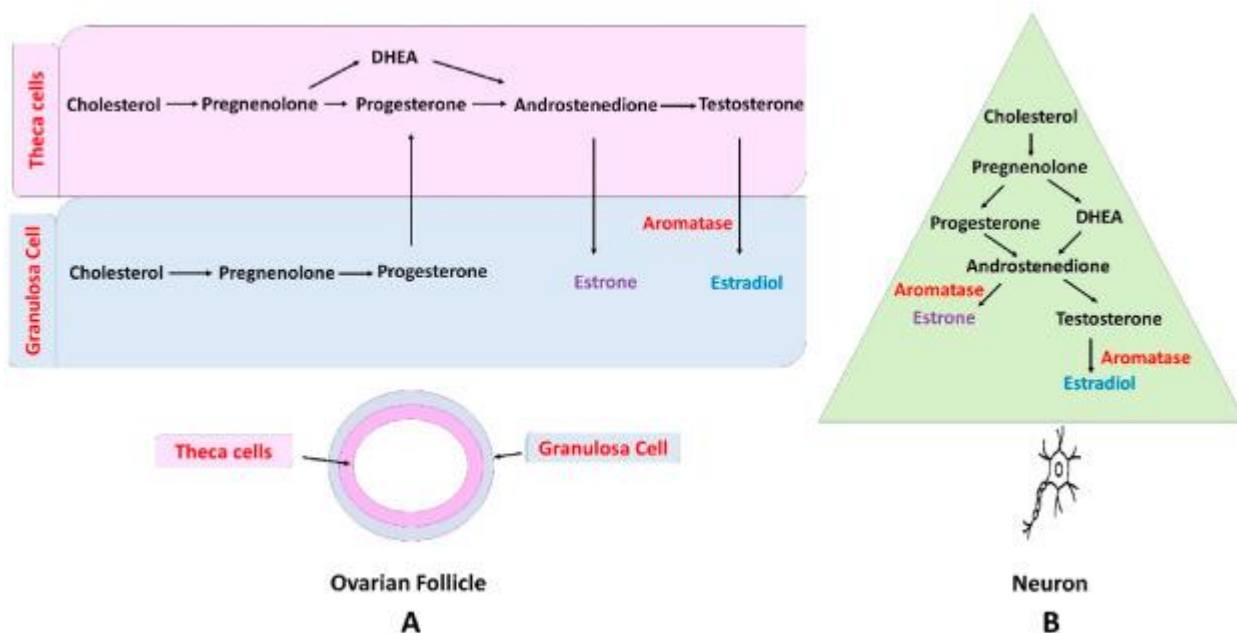 Theca cells
DHEA
Cholesterol Pregnenolone Progesterone Androstenedione Testosterone
Granulosa Cell
Aromatase
Cholesterol Pregnenolone Progesterone Estrone Estradiol
Theca cells Granulosa Cell
Ovarian Follicle
A
Cholesterol
Pregnenolone
Progesterone DHEA
Androstenedione
Aromatase
Estrone Testosterone
Aromatase
Estradiol
Neuron
B